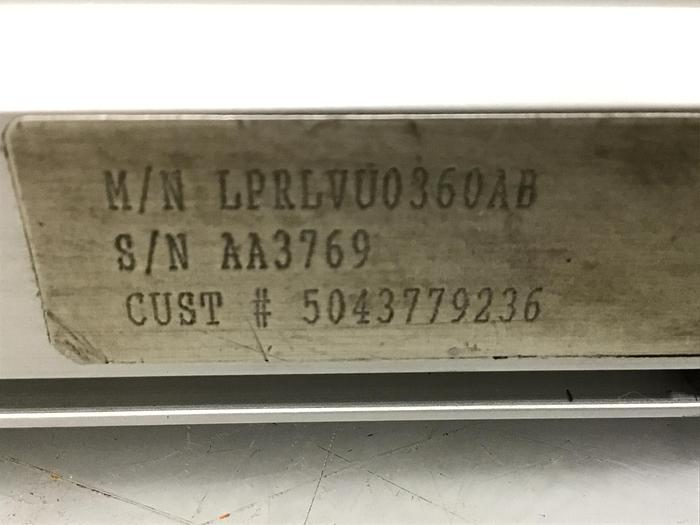 M/N LPRLVU0360AB
S/N AA3769
CUST # 5043779236